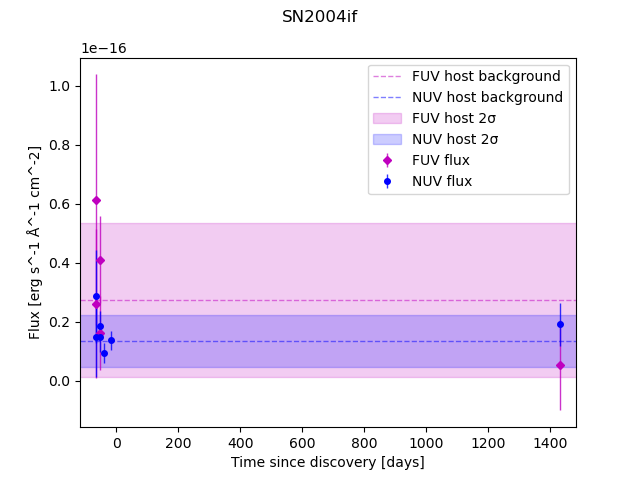 SN2004if
1e−16
1.0
0.8
0.6
0.4
0.2
0.0
Flux [erg s^-1 Å^-1 cm^-2]
FUV host background
NUV host background
FUV host 2σ
NUV host 2σ
FUV flux
NUV flux
0 200 400 600 800 1000 1200 1400
Time since discovery [days]